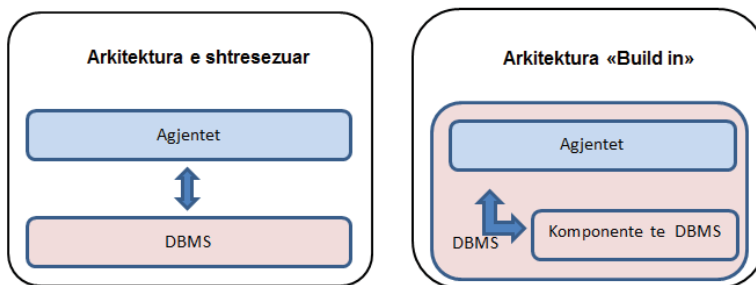 Arkitektura e shtresezuar
Agjentet
DBMS
Arkitektura «Build in»
Agjentet
DBMS
Komponente te DBMS